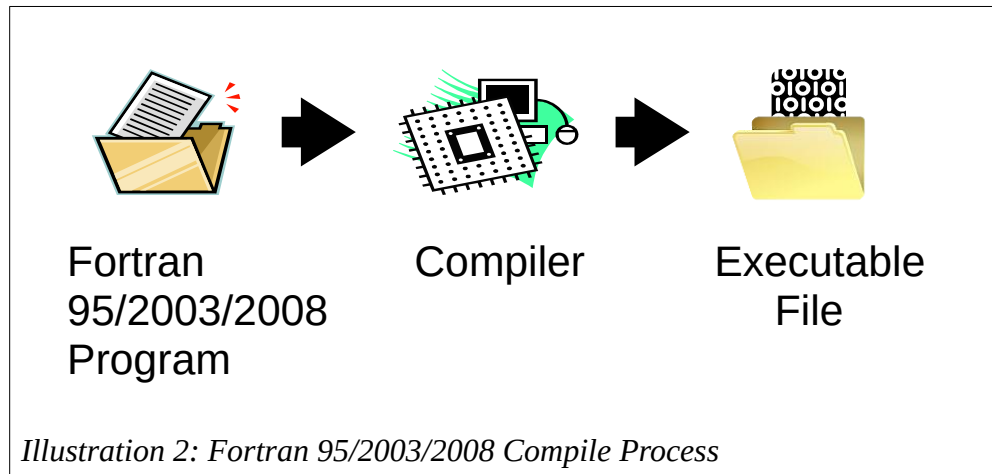 Fortran
95/2003/2008
Program
Compiler
Executable
File
Illustration 2: Fortran 95/2003/2008 Compile Process